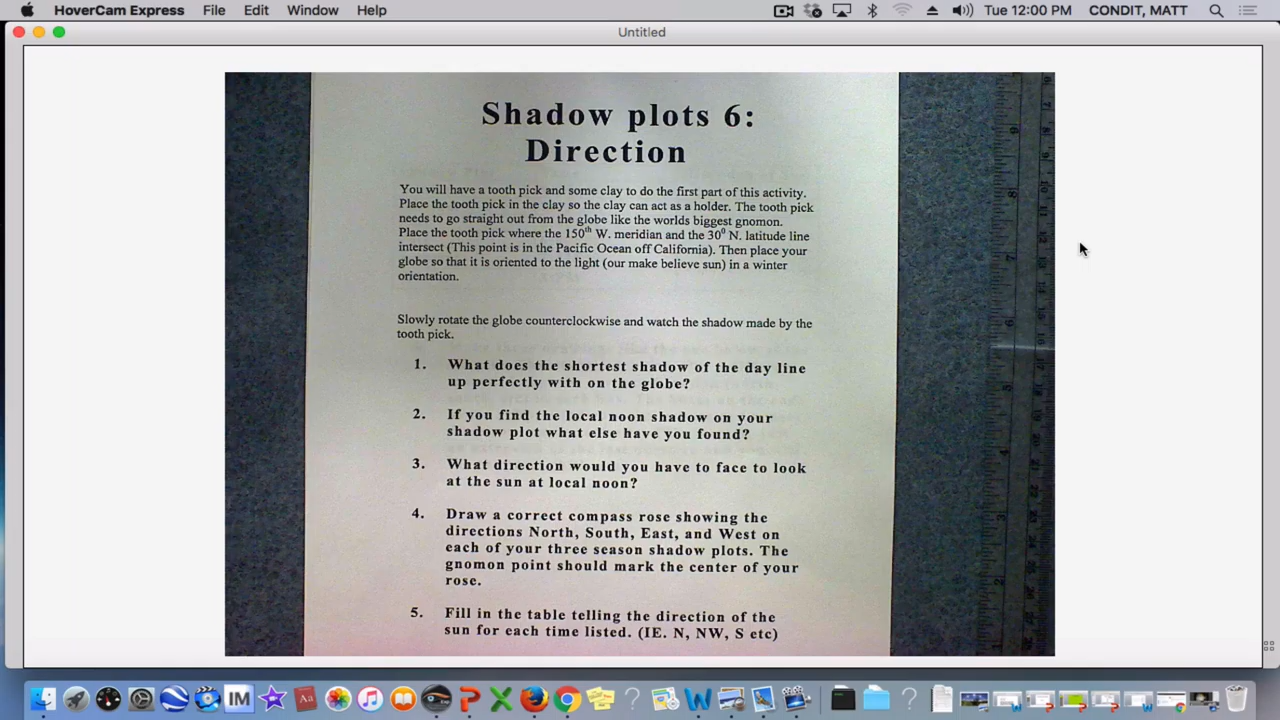 HoverCam Express File Edit Window Help Tue 12:00 PM CONDIT, MATT
Untitled
Shadow plots 6:
Direction
You will have a tooth pick and some clay to do the first part of this activity.
Place the tooth pick in the clay so the clay can act as a holder. The tooth pick
needs to go straight out from the globe like the worlds biggest gnomon.
Place the tooth pick where the 150th W. meridian and the 30⁰ N. latitude line
intersect (This point is in the Pacific Ocean off California). Then place your
globe so that it is oriented to the light (our make believe sun) in a winter
orientation.
Slowly rotate the globe counterclockwise and watch the shadow made by the
tooth pick.
1. What does the shortest shadow of the day line
up perfectly with on the globe?
2. If you find the local noon shadow on your
shadow plot what else have you found?
3. What direction would you have to face to look
at the sun at local noon?
4. Draw a correct compass rose showing the
directions North, South, East, and West on
each of your three season shadow plots. The
gnomon point should mark the center of your
rose.
5. Fill in the table telling the direction of the
sun for each time listed. (IE. N, NW, S etc)
IM